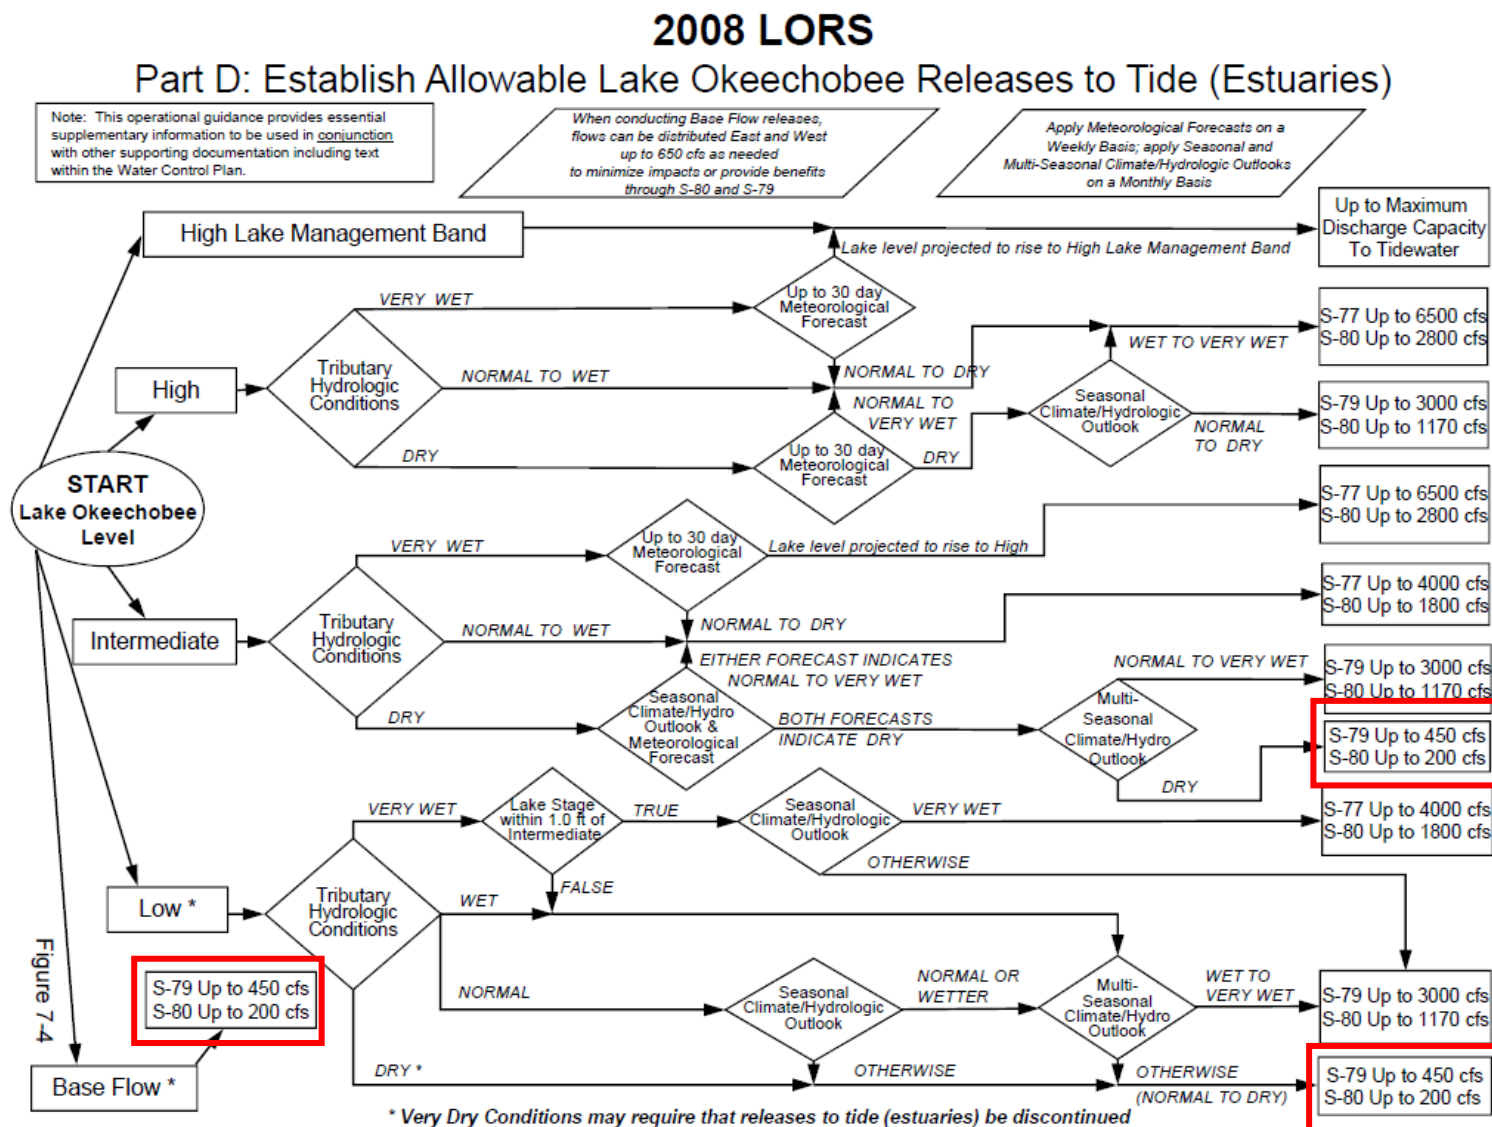 2008 LORS
Part D: Establish Allowable Lake Okeechobee Releases to Tide (Estuaries)
Note: This operational guidance provides essential
supplementary information to be used in conjunction
with other supporting documentation including text
within the Water Control Plan.
When conducting Base Flow releases,
flows can be distributed East and West
up to 650 cfs as needed
to minimize impacts or provide benefits
through S-80 and S-79
Apply Meteorological Forecasts on a
Weekly Basis; apply Seasonal and
Multi-Seasonal Climate/Hydrologic Outlooks
on a Monthly Basis
High Lake Management Band
Lake level projected to rise to High Lake Management Band
Up to Maximum
Discharge Capacity
To Tidewater
VERY WET
Up to 30 day
Meteorological
Forecast
S-77 Up to 6500 cfs
S-80 Up to 2800 cfs
WET TO VERY WET
High
Tributary
Hydrologic
Conditions
NORMAL TO WET
NORMAL TO DRY
NORMAL TO
VERY WET
Seasonal
Climate/Hydrologic
Outlook
NORMAL
TO DRY
S-79 Up to 3000 cfs
S-80 Up to 1170 cfs
DRY
Up to 30 day
Meteorological
Forecast
DRY
START
Lake Okeechobee
Level
S-77 Up to 6500 cfs
S-80 Up to 2800 cfs
VERY WET
Up to 30 day
Meteorological
Forecast
Lake level projected to rise to High
S-77 Up to 4000 cfs
S-80 Up to 1800 cfs
Intermediate
Tributary
Hydrologic
Conditions
NORMAL TO WET
NORMAL TO DRY
EITHER FORECAST INDICATES
NORMAL TO VERY WET
NORMAL TO VERY WET
S-79 Up to 3000 cfs
S-80 Up to 1170 cfs
DRY
Seasonal
Climate/Hydro
Outlook &
Meteorological
Forecast
BOTH FORECASTS
INDICATE DRY
Multi-
Seasonal
Climate/Hydro
Outlook
DRY
S-79 Up to 450 cfs
S-80 Up to 200 cfs
VERY WET
Lake Stage
within 1.0 ft of
Intermediate
TRUE
Seasonal
Climate/Hydrologic
Outlook
VERY WET
S-77 Up to 4000 cfs
S-80 Up to 1800 cfs
OTHERWISE
FALSE
Low *
Tributary
Hydrologic
Conditions
WET
NORMAL
Seasonal
Climate/Hydrologic
Outlook
NORMAL OR
WETTER
Multi-
Seasonal
Climate/Hydro
Outlook
WET TO
VERY WET
S-79 Up to 3000 cfs
S-80 Up to 1170 cfs
Figure 7-4
S-79 Up to 450 cfs
S-80 Up to 200 cfs
Base Flow *
DRY *
OTHERWISE
OTHERWISE
(NORMAL TO DRY)
S-79 Up to 450 cfs
S-80 Up to 200 cfs
* Very Dry Conditions may require that releases to tide (estuaries) be discontinued